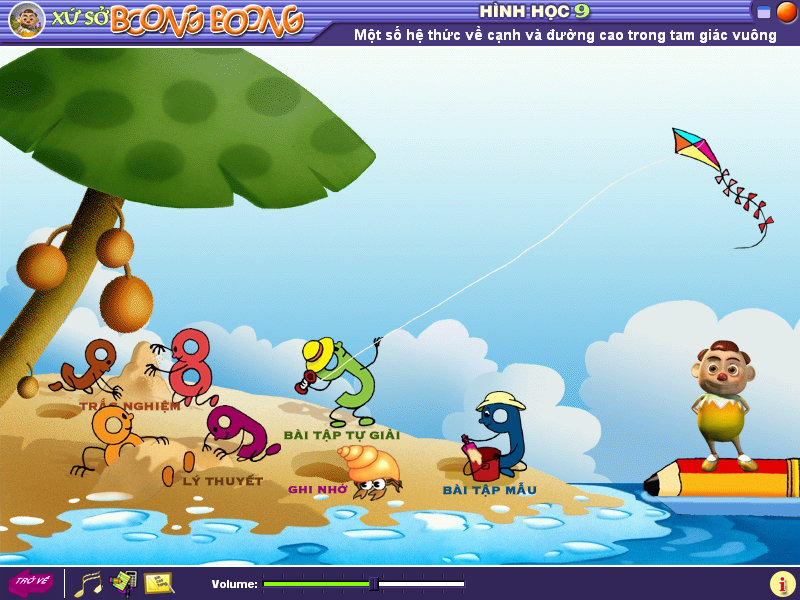 XỨ SỞ BOONG BOONG
HÌNH HỌC 9
Một số hệ thức về cạnh và đường cao trong tam giác vuông
TRẮC NGHIỆM
BÀI TẬP TỰ GIẢI
LÝ THUYẾT
GHI NHỚ
BÀI TẬP MẪU
TRỞ VỀ
Volume:
i